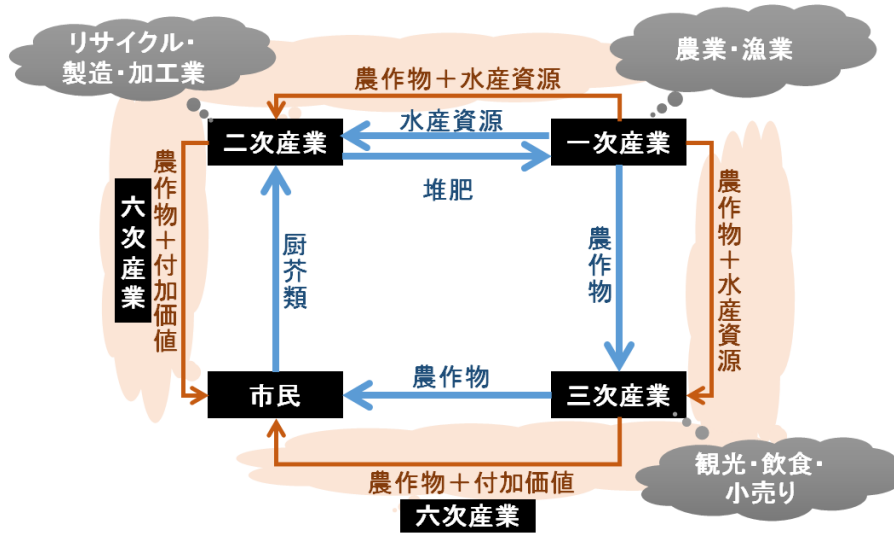 リサイクル・
製造・加工業
農業・漁業
農作物＋水産資源
水産資源
二次産業
一次産業
堆肥
農作物＋付加価値
六次産業
厨芥類
農作物
農作物＋水産資源
市民
農作物
三次産業
観光・飲食・
小売り
農作物＋付加価値
六次産業